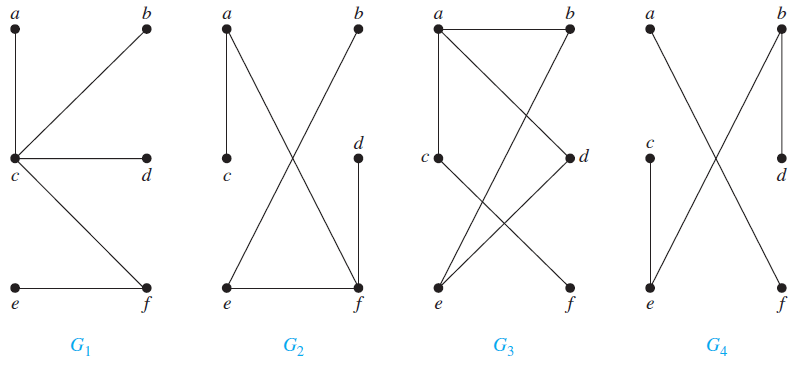 a b a b a b a b
c d c d c d c d
e f e f e f e f
G1 G2 G3 G4